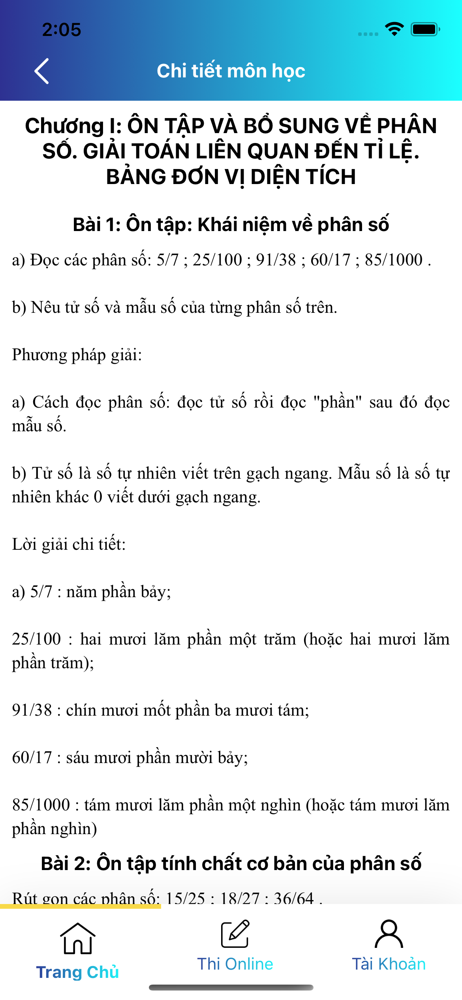 2:05
Chi tiết môn học
Chương I: ÔN TẬP VÀ BỔ SUNG VỀ PHÂN
SỐ. GIẢI TOÁN LIÊN QUAN ĐẾN TỈ LỆ.
BẢNG ĐƠN VỊ DIỆN TÍCH
Bài 1: Ôn tập: Khái niệm về phân số
a) Đọc các phân số: 5/7 ; 25/100 ; 91/38 ; 60/17 ; 85/1000 .
b) Nêu tử số và mẫu số của từng phân số trên.
Phương pháp giải:
a) Cách đọc phân số: đọc tử số rồi đọc "phần" sau đó đọc
mẫu số.
b) Tử số là số tự nhiên viết trên gạch ngang. Mẫu số là số tự
nhiên khác 0 viết dưới gạch ngang.
Lời giải chi tiết:
a) 5/7 : năm phần bảy;
25/100 : hai mươi lăm phần một trăm (hoặc hai mươi lăm
phần trăm);
91/38 : chín mươi mốt phần ba mươi tám;
60/17 : sáu mươi phần mười bảy;
85/1000 : tám mươi lăm phần một nghìn (hoặc tám mươi lăm
phần nghìn)
Bài 2: Ôn tập tính chất cơ bản của phân số
Rút gọn các phân số: 15/25 ; 18/27 ; 36/64 .
Trang Chủ
Thi Online
Tài Khoản